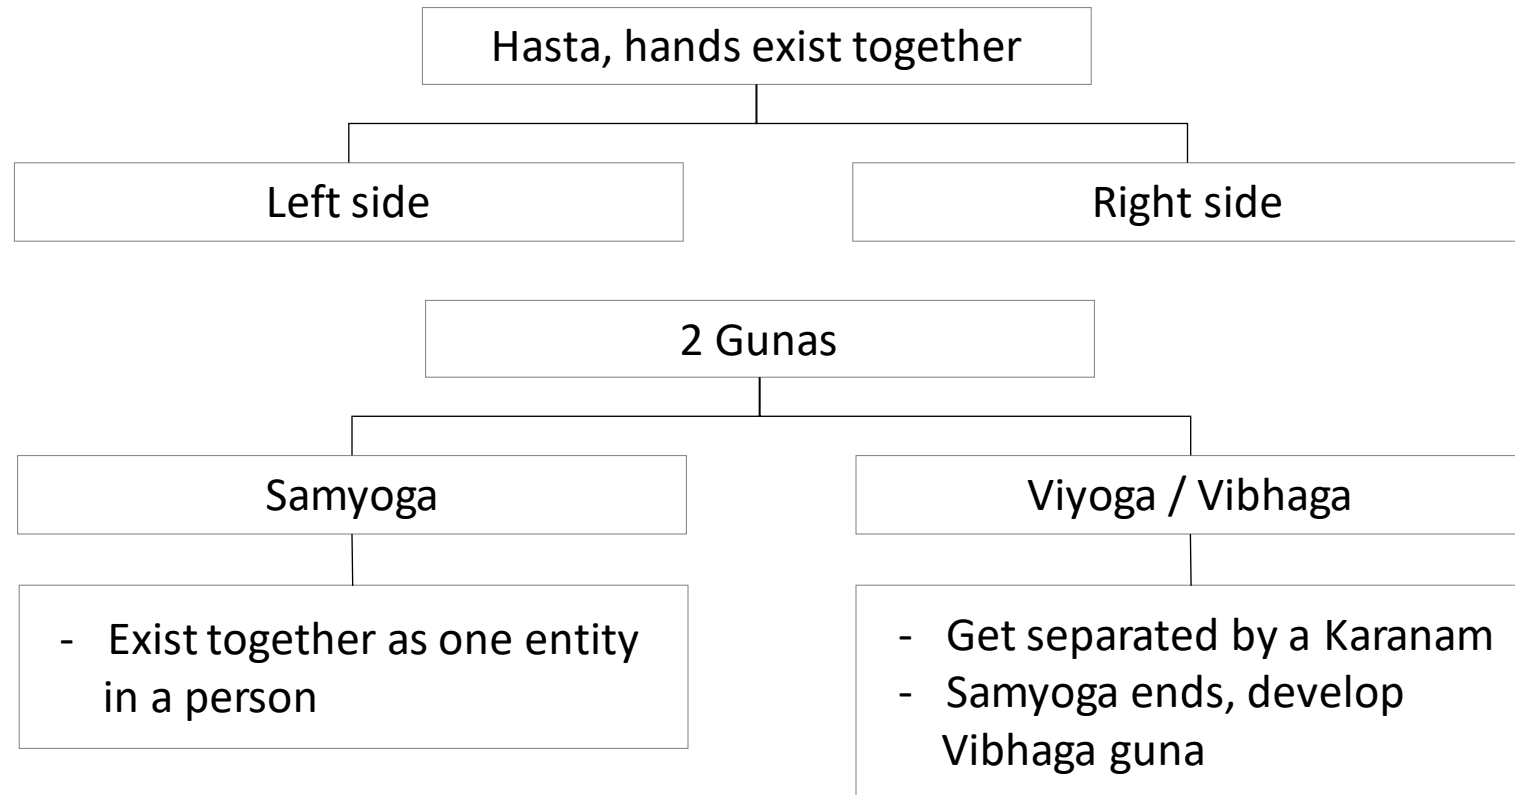 Hasta, hands exist together
Left side
Right side
2 Gunas
Samyoga
Viyoga / Vibhaga
- Exist together as one entity
in a person
- Get separated by a Karanam
- Samyoga ends, develop
Vibhaga guna